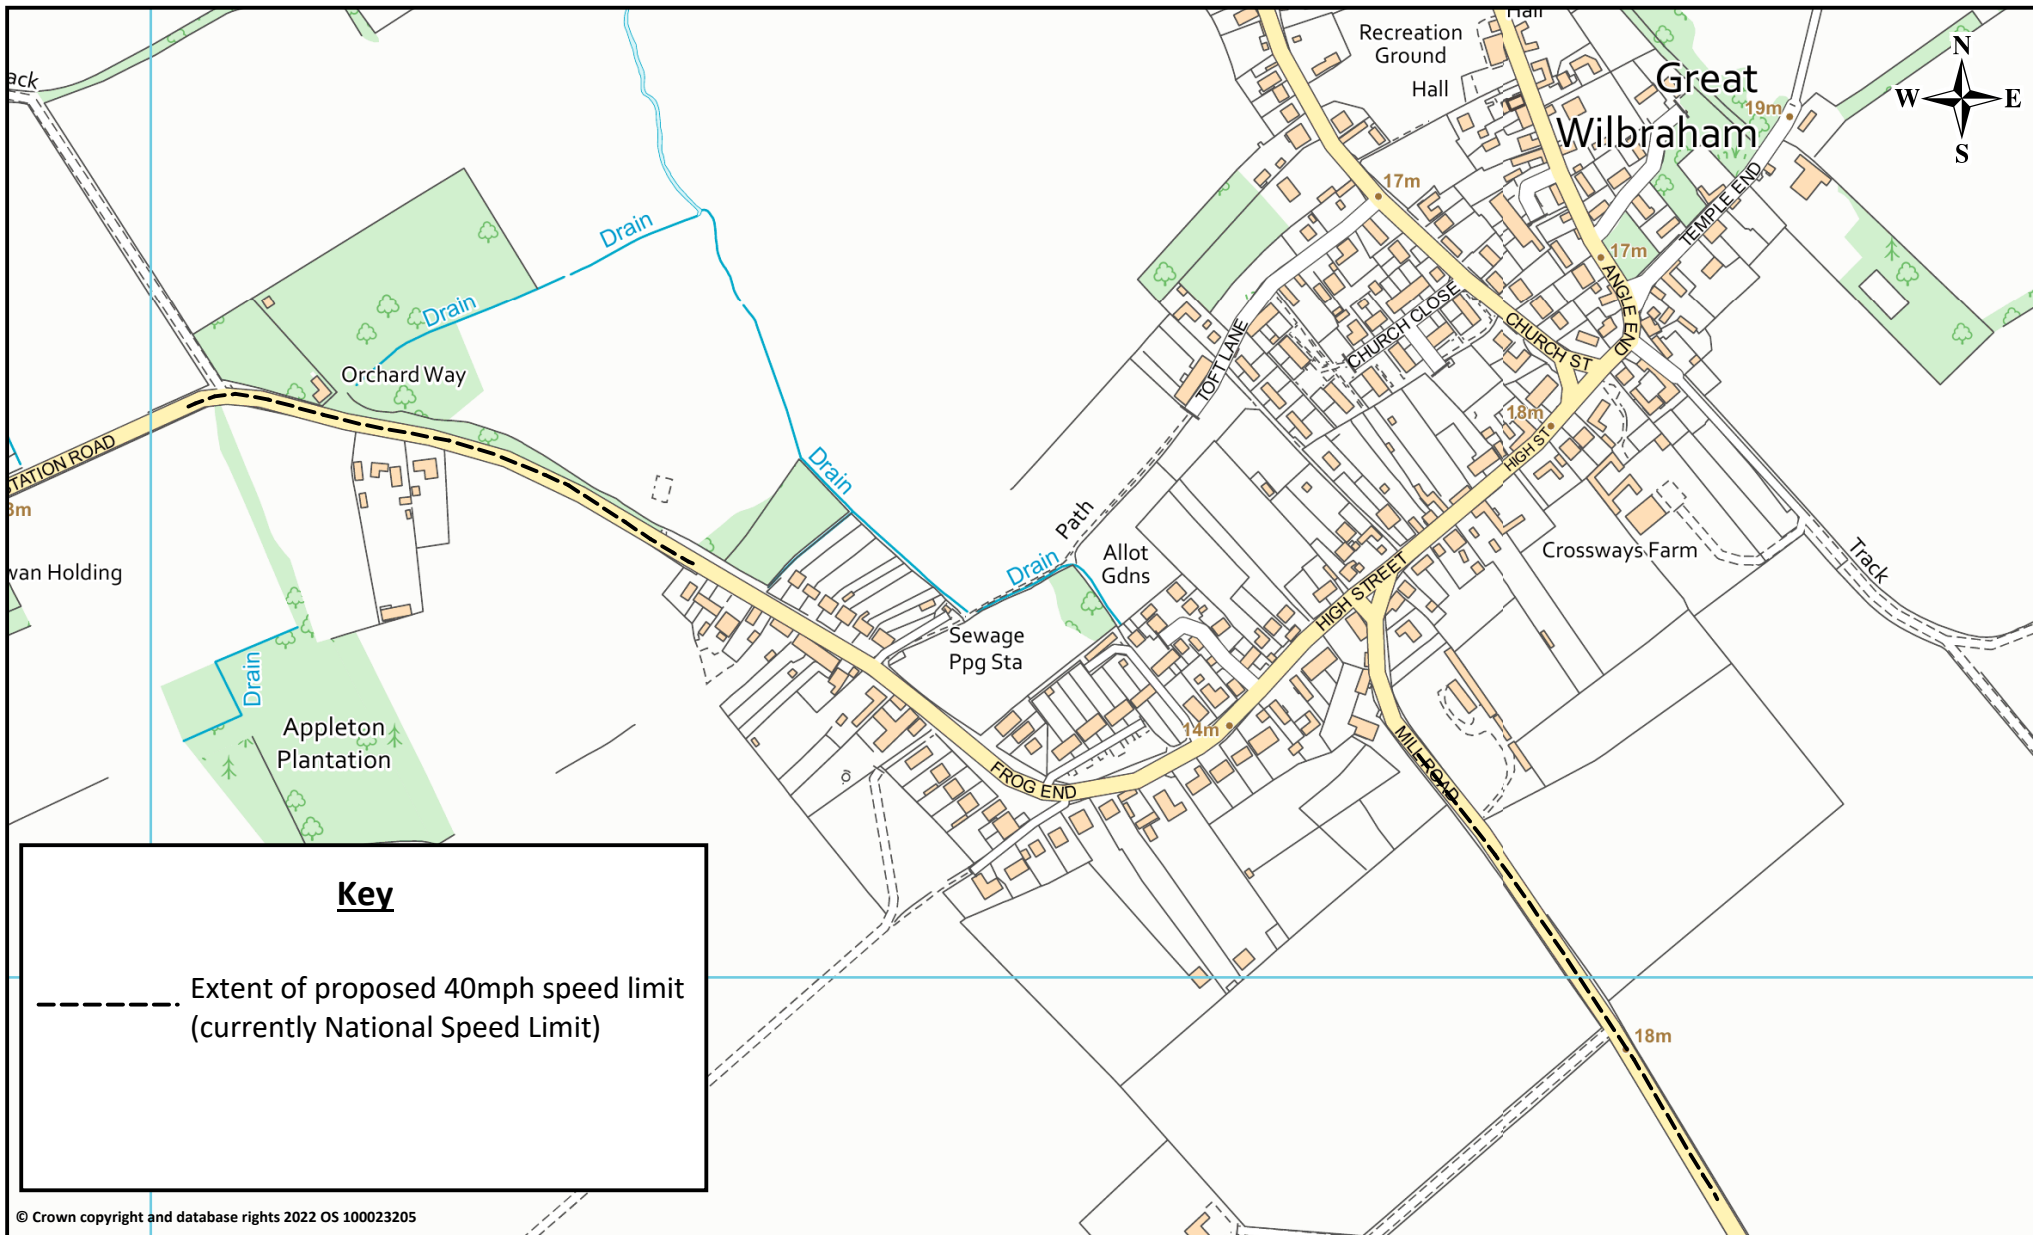 Hall
Recreation
Ground
Hall
Great
Wilbraham
19m
N
W E
S
ack
17m
TEMPLE END
17m
ANGLE END
Drain
Drain
CHURCH CLOSE
CHURCH ST
TOFT LANE
Orchard Way
18m
HIGH ST
STATION ROAD
Drain
3m
Path
Allot
Gdns
Drain
Crossways Farm
Track
wan Holding
HIGH STREET
Sewage
Ppg Sta
Drain
Appleton
Plantation
14m
MILL ROAD
FROG END
Key
Extent of proposed 40mph speed limit
(currently National Speed Limit)
18m
© Crown copyright and database rights 2022 OS 100023205